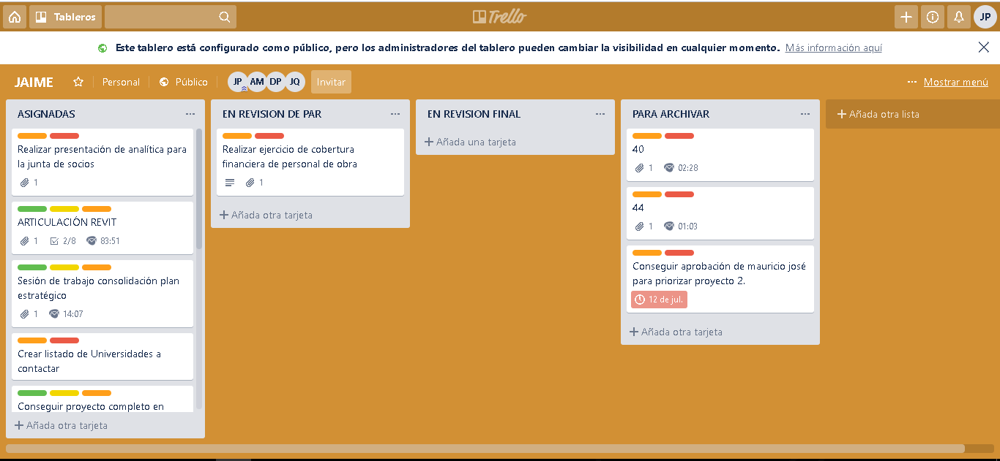 Tableros
Trello
JP
Este tablero está configurado como público, pero los administradores del tablero pueden cambiar la visibilidad en cualquier momento. Más información aquí
JAIME Personal Público JP AM DP JQ Invitar ··· Mostrar menú
ASIGNADAS
Realizar presentación de analítica para
la junta de socios
1
ARTICULACIÓN REVIT
1 2/8 83:51
Sesión de trabajo consolidación plan
estratégico
1 14:07
Crear listado de Universidades a
contactar
Conseguir proyecto completo en
+ Añada otra tarjeta
EN REVISION DE PAR
Realizar ejercicio de cobertura
financiera de personal de obra
1
+ Añada otra tarjeta
EN REVISION FINAL
+ Añada una tarjeta
PARA ARCHIVAR
40
1 02:28
44
1 01:03
Conseguir aprobación de mauricio josé
para priorizar proyecto 2.
12 de jul.
+ Añada otra tarjeta
+ Añada otra lista